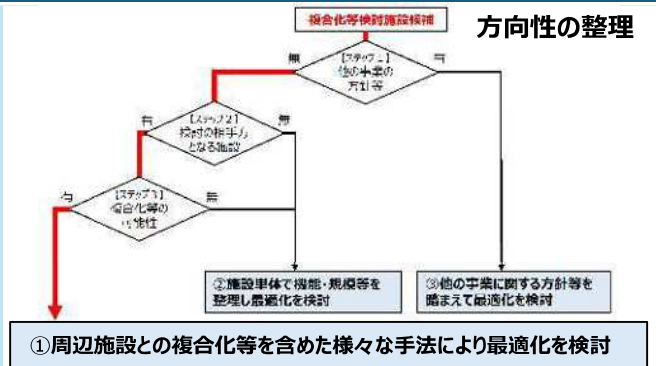 方向性の整理
複合化等検討施設候補
【ステップ1】
他の事業の
方針等
無
有
【ステップ2】
検討の相手方
となる施設
有
無
【ステップ3】
複合化等の
可能性
有
無
②施設単体で機能・規模等を
整理し最適化を検討
③他の事業に関する方針等を
踏まえて最適化を検討
①周辺施設との複合化等を含めた様々な手法により最適化を検討